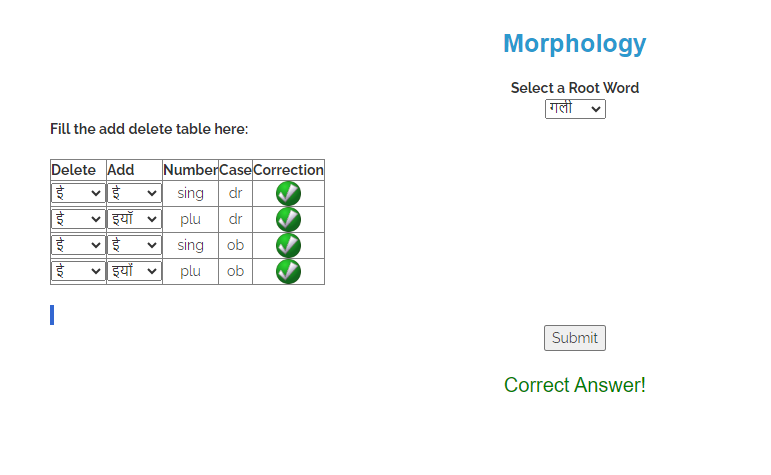 Morphology
Select a Root Word
गली
Fill the add delete table here:
Delete Add Number Case Correction
ई ई sing dr
ई इयाँ plu dr
ई ई sing ob
ई इयों plu ob
Submit
Correct Answer!